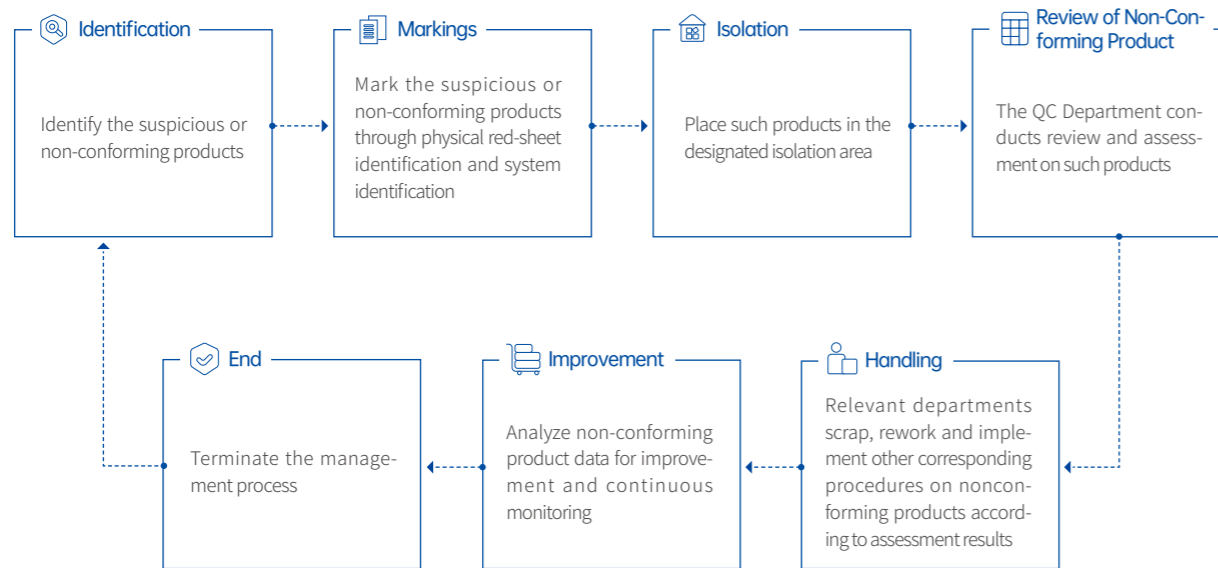 Identification
Identify the suspicious or
non-conforming products
Markings
Mark the suspicious or
non-conforming products
through physical red-sheet
identification and system
identification
Isolation
Place such products in the
designated isolation area
Review of Non-Con-
forming Product
The QC Department con-
ducts review and assess-
ment on such products
Handling
Relevant departments
scrap, rework and imple-
ment other corresponding
procedures on noncon-
forming products accord-
ing to assessment results
Improvement
Analyze non-conforming
product data for improve-
ment and continuous
monitoring
End
Terminate the manage-
ment process